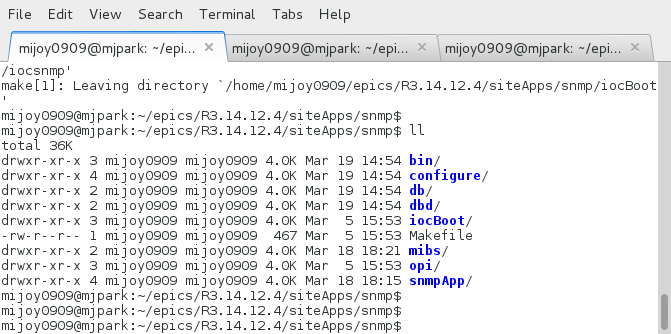 File Edit View Search Terminal Tabs Help
mijoy0909@mjpark: ~/epi... × mijoy0909@mjpark: ~/epi... × mijoy0909@mjpark: ~/epi... ×
/iocsnmp'
make[1]: Leaving directory `/home/mijoy0909/epics/R3.14.12.4/siteApps/snmp/iocBoot
'
mijoy0909@mjpark:~/epics/R3.14.12.4/siteApps/snmp$
mijoy0909@mjpark:~/epics/R3.14.12.4/siteApps/snmp$ ll
total 36K
drwxr-xr-x 3 mijoy0909 mijoy0909 4.0K Mar 19 14:54 bin/
drwxr-xr-x 4 mijoy0909 mijoy0909 4.0K Mar 19 14:54 configure/
drwxr-xr-x 2 mijoy0909 mijoy0909 4.0K Mar 19 14:54 db/
drwxr-xr-x 2 mijoy0909 mijoy0909 4.0K Mar 19 14:54 dbd/
drwxr-xr-x 3 mijoy0909 mijoy0909 4.0K Mar  5 15:53 iocBoot/
-rw-r--r-- 1 mijoy0909 mijoy0909  467 Mar  5 15:53 Makefile
drwxr-xr-x 2 mijoy0909 mijoy0909 4.0K Mar 18 18:21 mibs/
drwxr-xr-x 3 mijoy0909 mijoy0909 4.0K Mar  5 15:53 opi/
drwxr-xr-x 4 mijoy0909 mijoy0909 4.0K Mar 18 18:15 snmpApp/
mijoy0909@mjpark:~/epics/R3.14.12.4/siteApps/snmp$
mijoy0909@mjpark:~/epics/R3.14.12.4/siteApps/snmp$
mijoy0909@mjpark:~/epics/R3.14.12.4/siteApps/snmp$